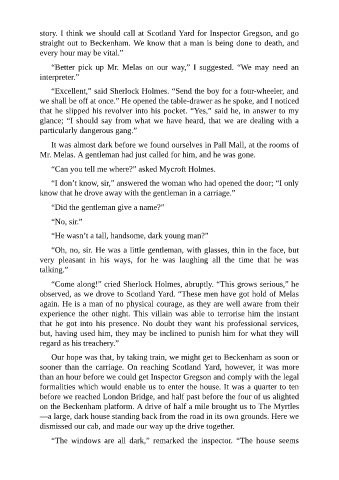 story. I think we should call at Scotland Yard for Inspector Gregson, and go
straight out to Beckenham. We know that a man is being done to death, and
every hour may be vital.”
“Better pick up Mr. Melas on our way,” I suggested. “We may need an
interpreter.”
“Excellent,” said Sherlock Holmes. “Send the boy for a four-wheeler, and
we shall be off at once.” He opened the table-drawer as he spoke, and I noticed
that he slipped his revolver into his pocket. “Yes,” said he, in answer to my
glance; “I should say from what we have heard, that we are dealing with a
particularly dangerous gang.”
It was almost dark before we found ourselves in Pall Mall, at the rooms of
Mr. Melas. A gentleman had just called for him, and he was gone.
“Can you tell me where?” asked Mycroft Holmes.
“I don’t know, sir,” answered the woman who had opened the door; “I only
know that he drove away with the gentleman in a carriage.”
“Did the gentleman give a name?”
“No, sir.”
“He wasn’t a tall, handsome, dark young man?”
“Oh, no, sir. He was a little gentleman, with glasses, thin in the face, but
very pleasant in his ways, for he was laughing all the time that he was
talking.”
“Come along!” cried Sherlock Holmes, abruptly. “This grows serious,” he
observed, as we drove to Scotland Yard. “These men have got hold of Melas
again. He is a man of no physical courage, as they are well aware from their
experience the other night. This villain was able to terrorise him the instant
that he got into his presence. No doubt they want his professional services,
but, having used him, they may be inclined to punish him for what they will
regard as his treachery.”
Our hope was that, by taking train, we might get to Beckenham as soon or
sooner than the carriage. On reaching Scotland Yard, however, it was more
than an hour before we could get Inspector Gregson and comply with the legal
formalities which would enable us to enter the house. It was a quarter to ten
before we reached London Bridge, and half past before the four of us alighted
on the Beckenham platform. A drive of half a mile brought us to The Myrtles
—a large, dark house standing back from the road in its own grounds. Here we
dismissed our cab, and made our way up the drive together.
“The windows are all dark,” remarked the inspector. “The house seems